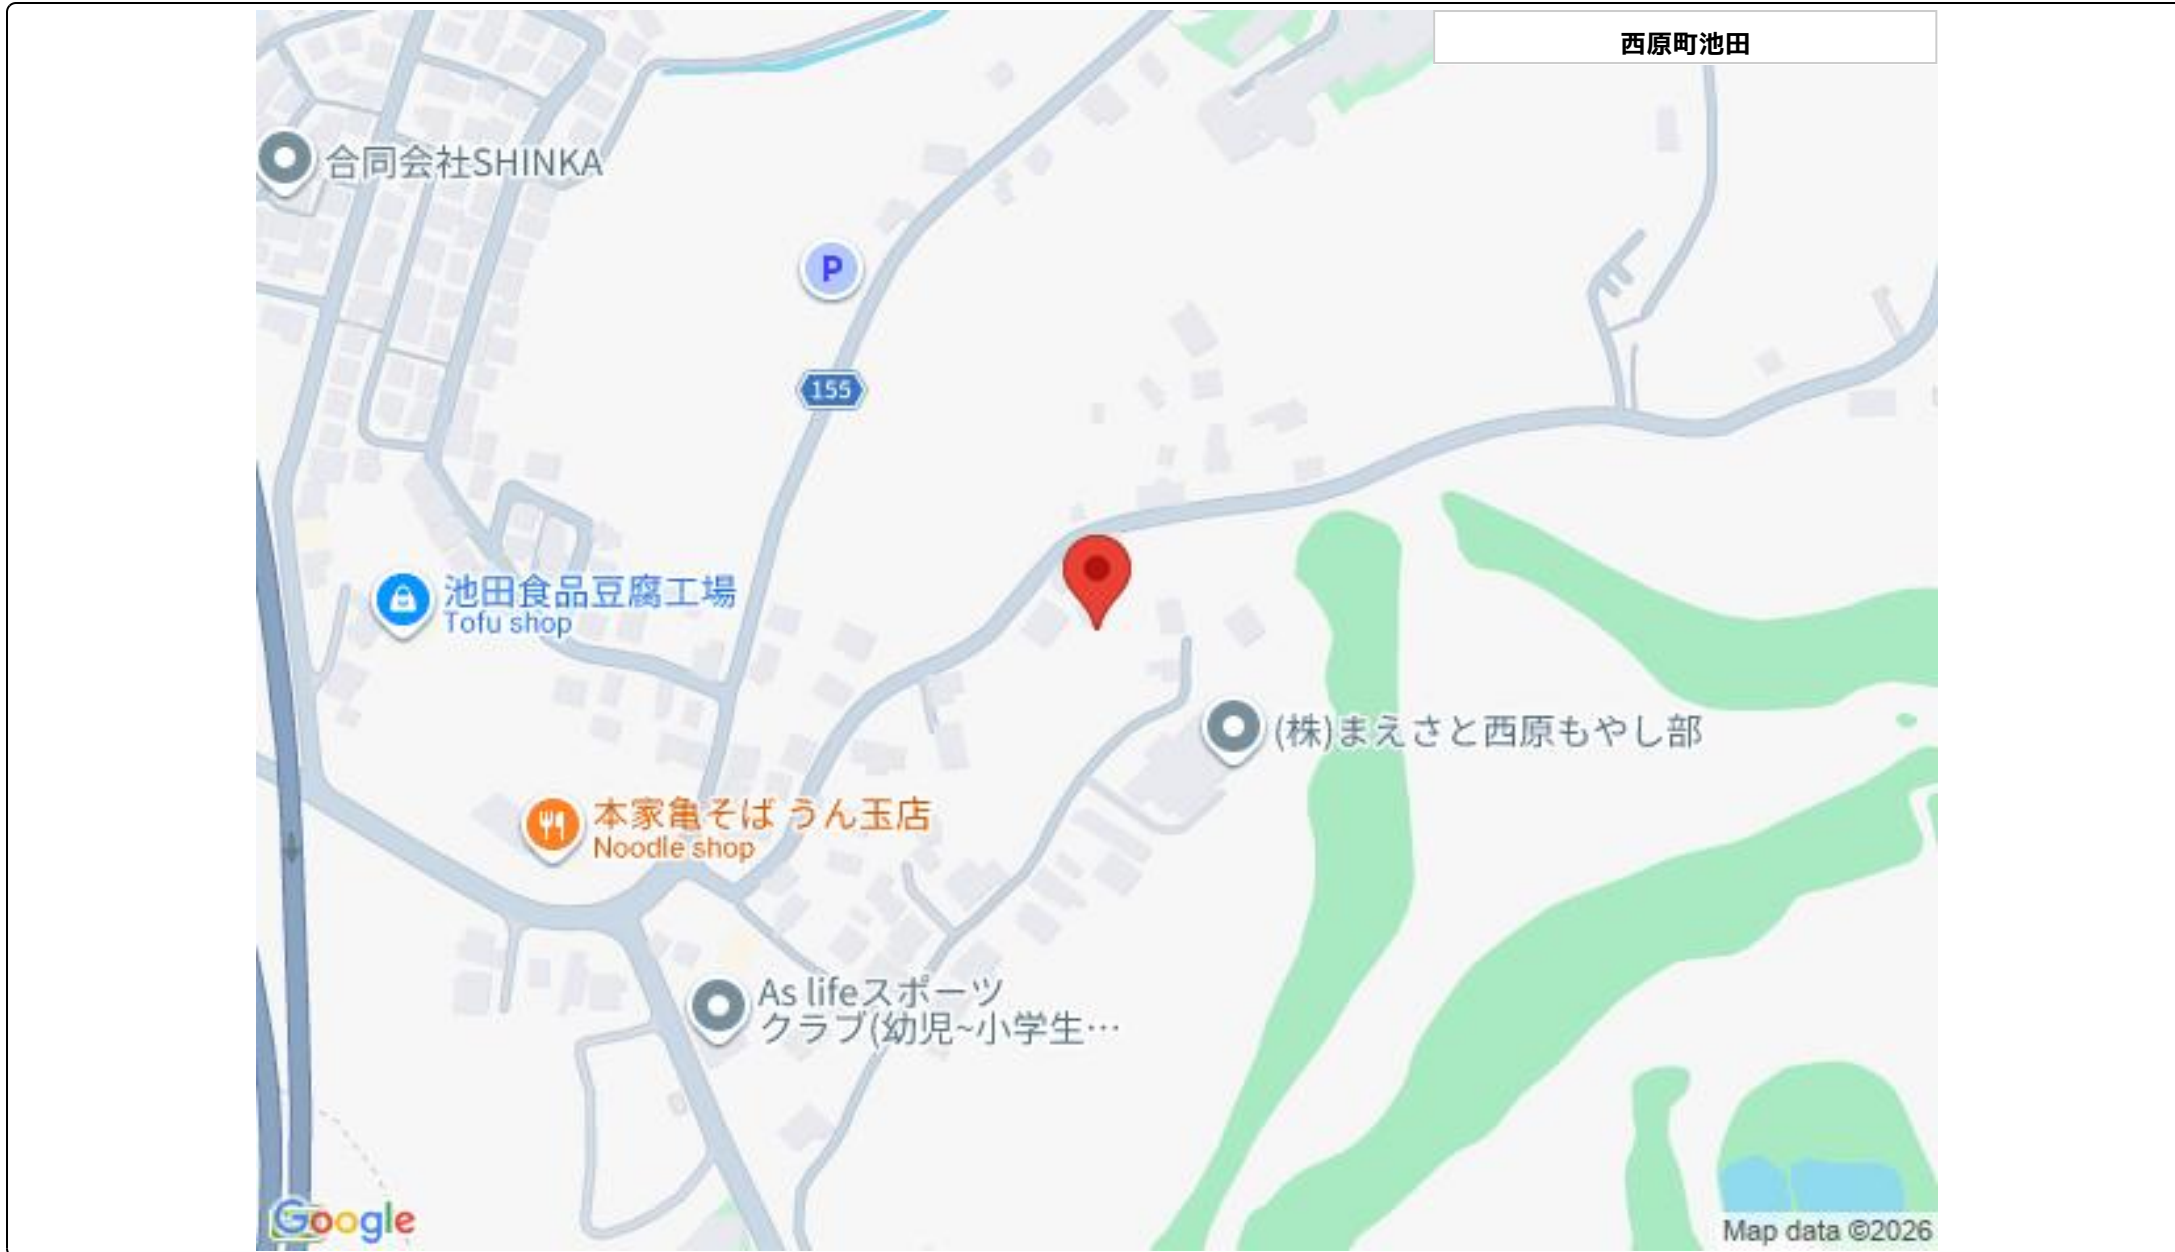 西原町池田
合同会社SHINKA
P
155
池田食品豆腐工場
Tofu shop
(株)まえさと西原もやし部
本家亀そば うん玉店
Noodle shop
As lifeスポーツ
クラブ(幼児~小学生…
Google
Map data ©2026